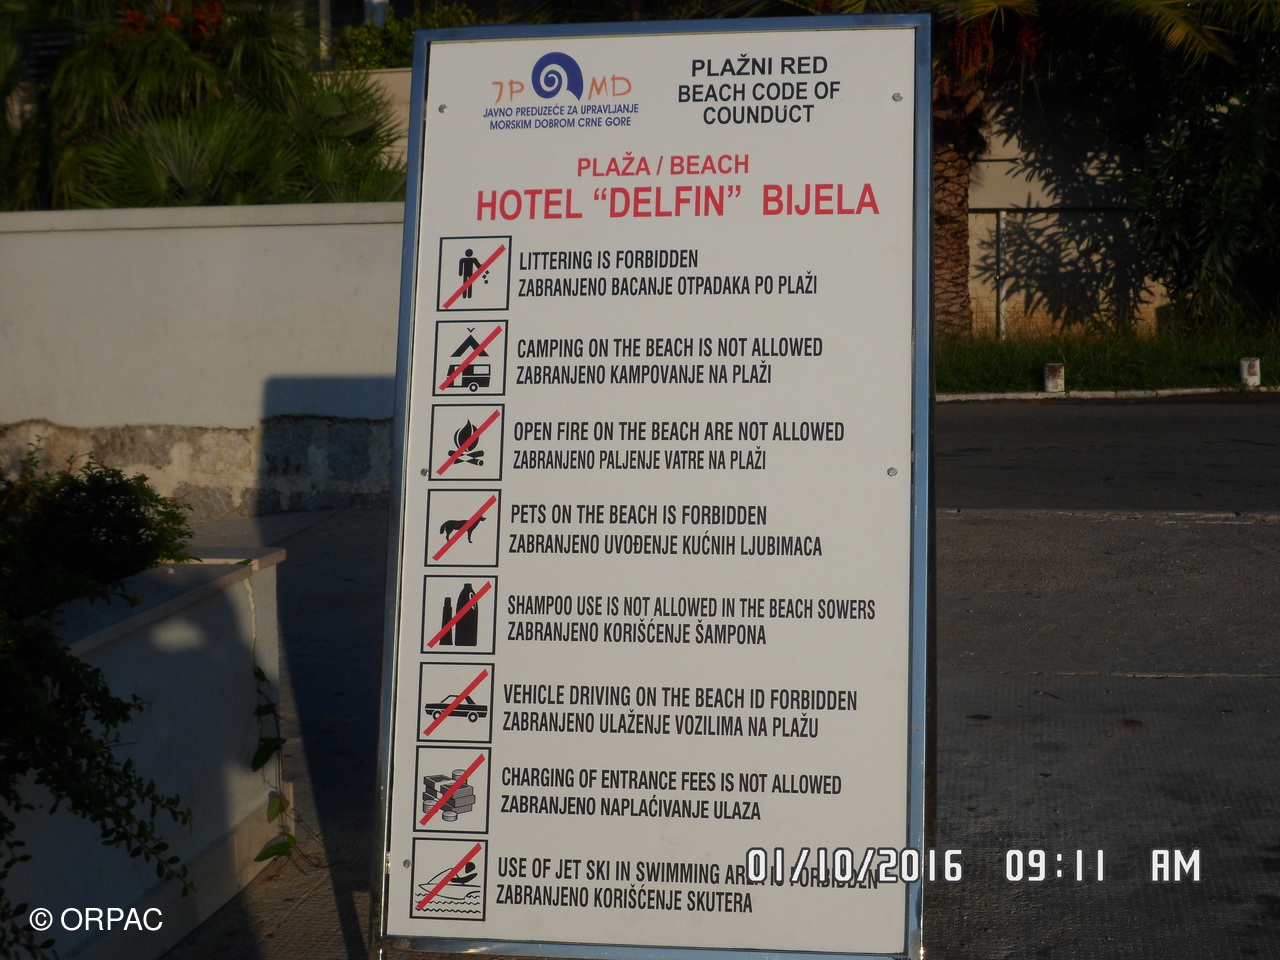 JP MD
JAVNO PREDUZEĆE ZA UPRAVLJANJE
MORSKIM DOBROM CRNE GORE
PLAŽNI RED
BEACH CODE OF
COUNDUCT
PLAŽA / BEACH
HOTEL “DELFIN” BIJELA
LITTERING IS FORBIDDEN
ZABRANJENO BACANJE OTPADAKA PO PLAŽI
CAMPING ON THE BEACH IS NOT ALLOWED
ZABRANJENO KAMPOVANJE NA PLAŽI
OPEN FIRE ON THE BEACH ARE NOT ALLOWED
ZABRANJENO PALJENJE VATRE NA PLAŽI
PETS ON THE BEACH IS FORBIDDEN
ZABRANJENO UVOĐENJE KUĆNIH LJUBIMACA
SHAMPOO USE IS NOT ALLOWED IN THE BEACH SOWERS
ZABRANJENO KORIŠĆENJE ŠAMPONA
VEHICLE DRIVING ON THE BEACH ID FORBIDDEN
ZABRANJENO ULAŽENJE VOZILIMA NA PLAŽU
CHARGING OF ENTRANCE FEES IS NOT ALLOWED
ZABRANJENO NAPLAĆIVANJE ULAZA
USE OF JET SKI IN SWIMMING AREA IS FORBIDDEN
ZABRANJENO KORIŠĆENJE SKUTERA
01/10/2016 09:11 AM
© ORPAC